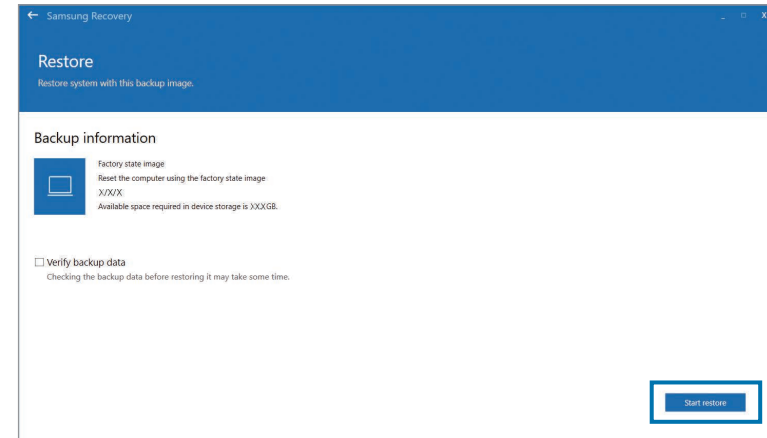 Samsung Recovery
Restore
Restore system with this backup image.
Backup information
Factory state image
Reset the computer using the factory state image
X/X/X
Available space required in device storage is XXXGB.
Verify backup data
Checking the backup data before restoring it may take some time.
Start restore